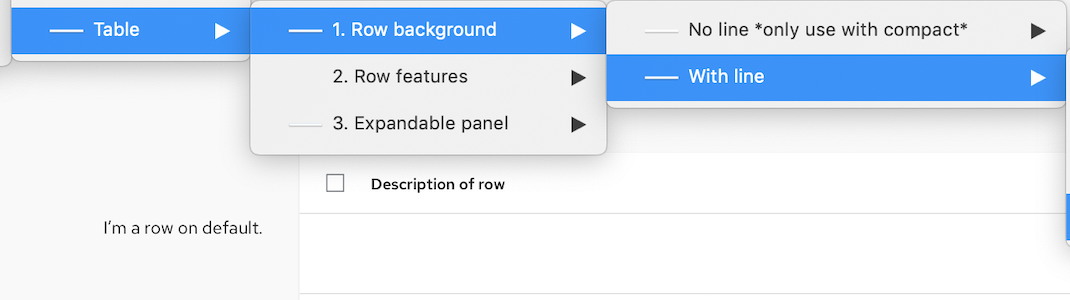 Table
1. Row background
No line *only use with compact*
2. Row features
With line
3. Expandable panel
Description of row
I'm a row on default.